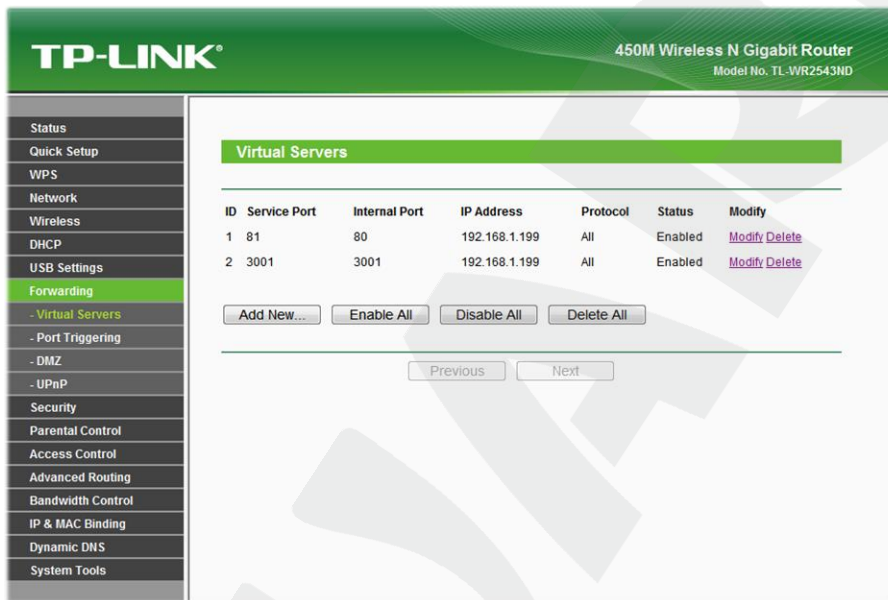 TP-LINK®
450M Wireless N Gigabit Router
Model No. TL-WR2543ND
Status
Quick Setup
WPS
Network
Wireless
DHCP
USB Settings
Forwarding
- Virtual Servers
- Port Triggering
- DMZ
- UPnP
Security
Parental Control
Access Control
Advanced Routing
Bandwidth Control
IP & MAC Binding
Dynamic DNS
System Tools
Virtual Servers
ID Service Port Internal Port IP Address Protocol Status Modify
1 81 80 192.168.1.199 All Enabled Modify Delete
2 3001 3001 192.168.1.199 All Enabled Modify Delete
Add New... Enable All Disable All Delete All
Previous Next